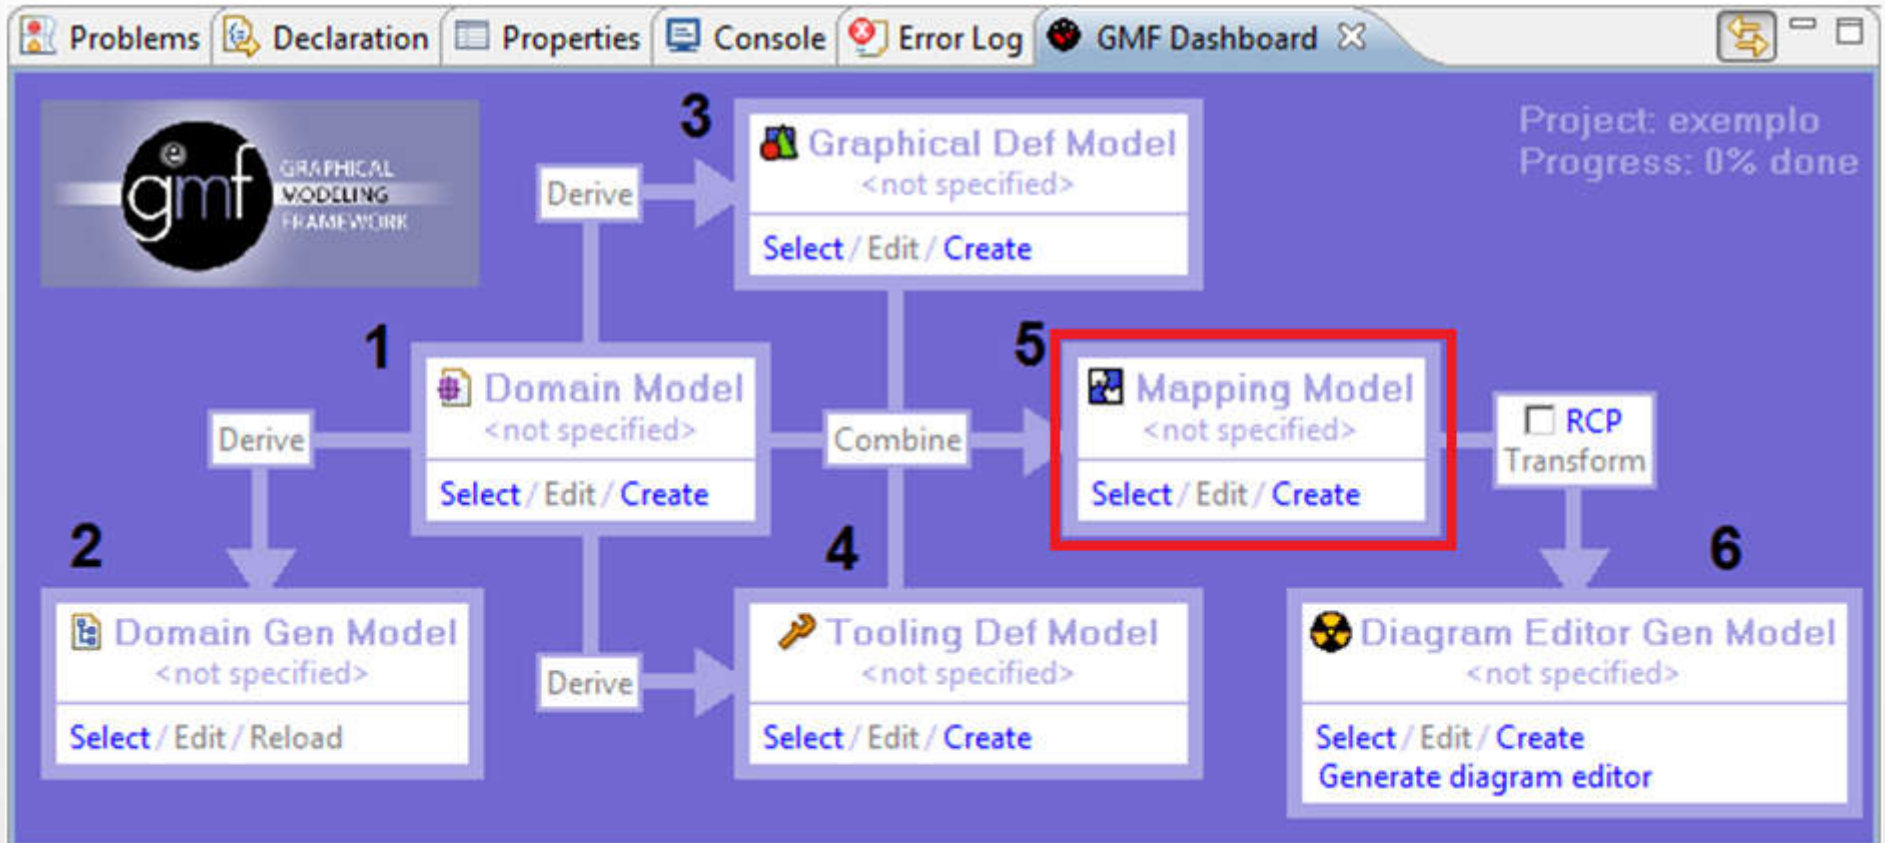 Problems Declaration Properties Console Error Log GMF Dashboard
e
gmf
GRAPHICAL
MODELING
FRAMEWORK
Project: exemplo
Progress: 0% done
3
Graphical Def Model
<not specified>
Select / Edit / Create
Derive
1
Domain Model
<not specified>
Select / Edit / Create
Derive
Combine
5
Mapping Model
<not specified>
Select / Edit / Create
RCP
Transform
2
Domain Gen Model
<not specified>
Select / Edit / Reload
Derive
4
Tooling Def Model
<not specified>
Select / Edit / Create
6
Diagram Editor Gen Model
<not specified>
Select / Edit / Create
Generate diagram editor